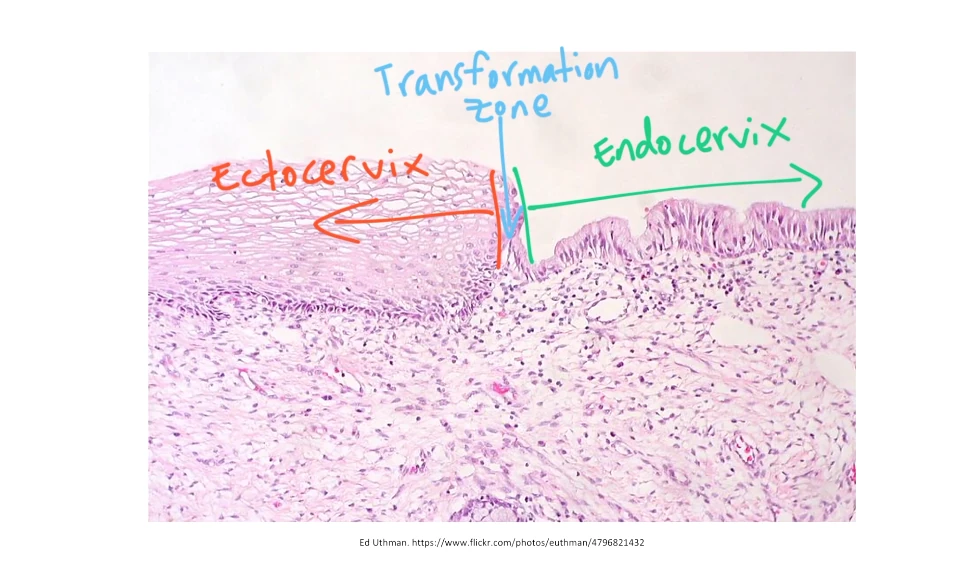 Transformation
zone
Endocervix
Ectocervix
Ed Uthman. https://www.flickr.com/photos/euthman/4796821432